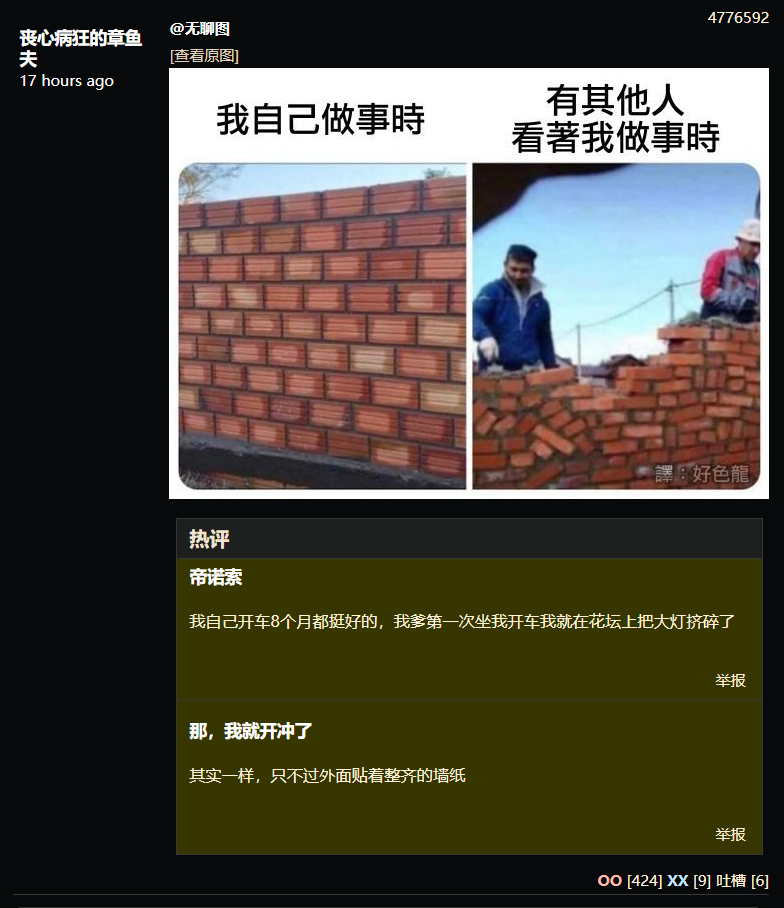 4776592
丧心病狂的章鱼
夫
17 hours ago
@无聊图
[查看原图]
我自己做事時
有其他人
看著我做事時
譯：好色龍
热评
帝诺索
我自己开车8个月都挺好的，我爹第一次坐我开车我就在花坛上把大灯挤碎了
举报
那，我就开冲了
其实一样，只不过外面贴着整齐的墙纸
举报
OO [424] XX [9] 吐槽 [6]